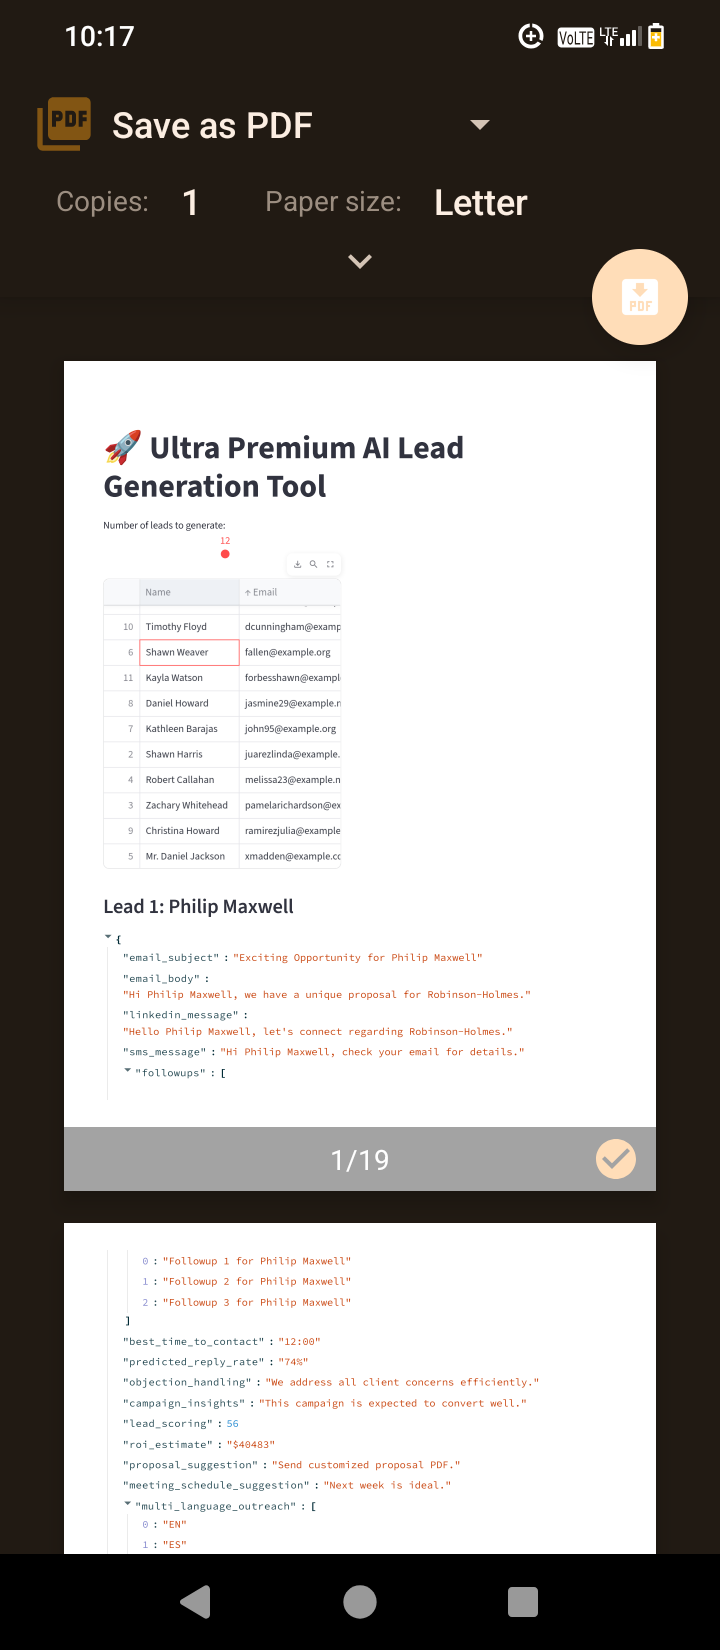 10:17
VoLTE LTE
PDF Save as PDF
Copies: 1 Paper size: Letter
PDF
🚀 Ultra Premium AI Lead
Generation Tool
Number of leads to generate:
12
Name ↑ Email
10 Timothy Floyd dcunningham@examp
6 Shawn Weaver fallen@example.org
11 Kayla Watson forbesshawn@exampl
8 Daniel Howard jasmine29@example.n
7 Kathleen Barajas john95@example.org
2 Shawn Harris juarezlinda@example.
4 Robert Callahan melissa23@example.n
3 Zachary Whitehead pamelarichardson@ex
9 Christina Howard ramirezjulia@example
5 Mr. Daniel Jackson xmadden@example.cc
Lead 1: Philip Maxwell
{
"email_subject" : "Exciting Opportunity for Philip Maxwell"
"email_body" :
"Hi Philip Maxwell, we have a unique proposal for Robinson-Holmes."
"linkedin_message" :
"Hello Philip Maxwell, let's connect regarding Robinson-Holmes."
"sms_message" : "Hi Philip Maxwell, check your email for details."
"followups" : [
1/19
0 : "Followup 1 for Philip Maxwell"
1 : "Followup 2 for Philip Maxwell"
2 : "Followup 3 for Philip Maxwell"
]
"best_time_to_contact" : "12:00"
"predicted_reply_rate" : "74%"
"objection_handling" : "We address all client concerns efficiently."
"campaign_insights" : "This campaign is expected to convert well."
"lead_scoring" : 56
"roi_estimate" : "$40483"
"proposal_suggestion" : "Send customized proposal PDF."
"meeting_schedule_suggestion" : "Next week is ideal."
"multi_language_outreach" : [
0 : "EN"
1 : "ES"